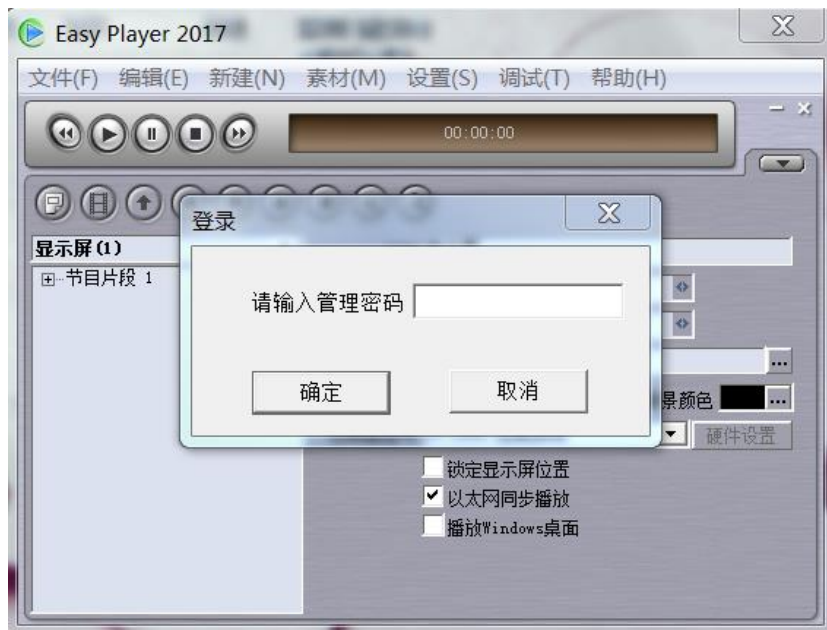 Easy Player 2017
文件(F) 编辑(E) 新建(N) 素材(M) 设置(S) 调试(T) 帮助(H)
00:00:00
登录
显示屏(1)
节目片段 1
请输入管理密码
确定 取消
景颜色
硬件设置
锁定显示屏位置
以太网同步播放
播放Windows桌面